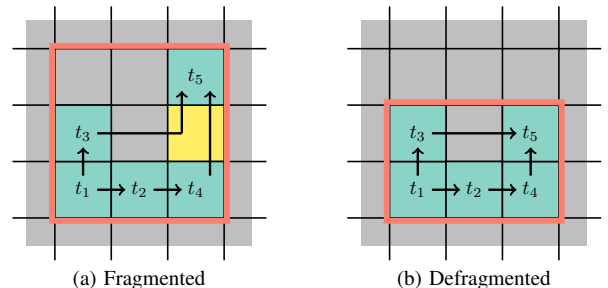 t₅
t₃
t₁ t₂ t₄
(a) Fragmented
t₃ t₅
t₁ t₂ t₄
(b) Defragmented